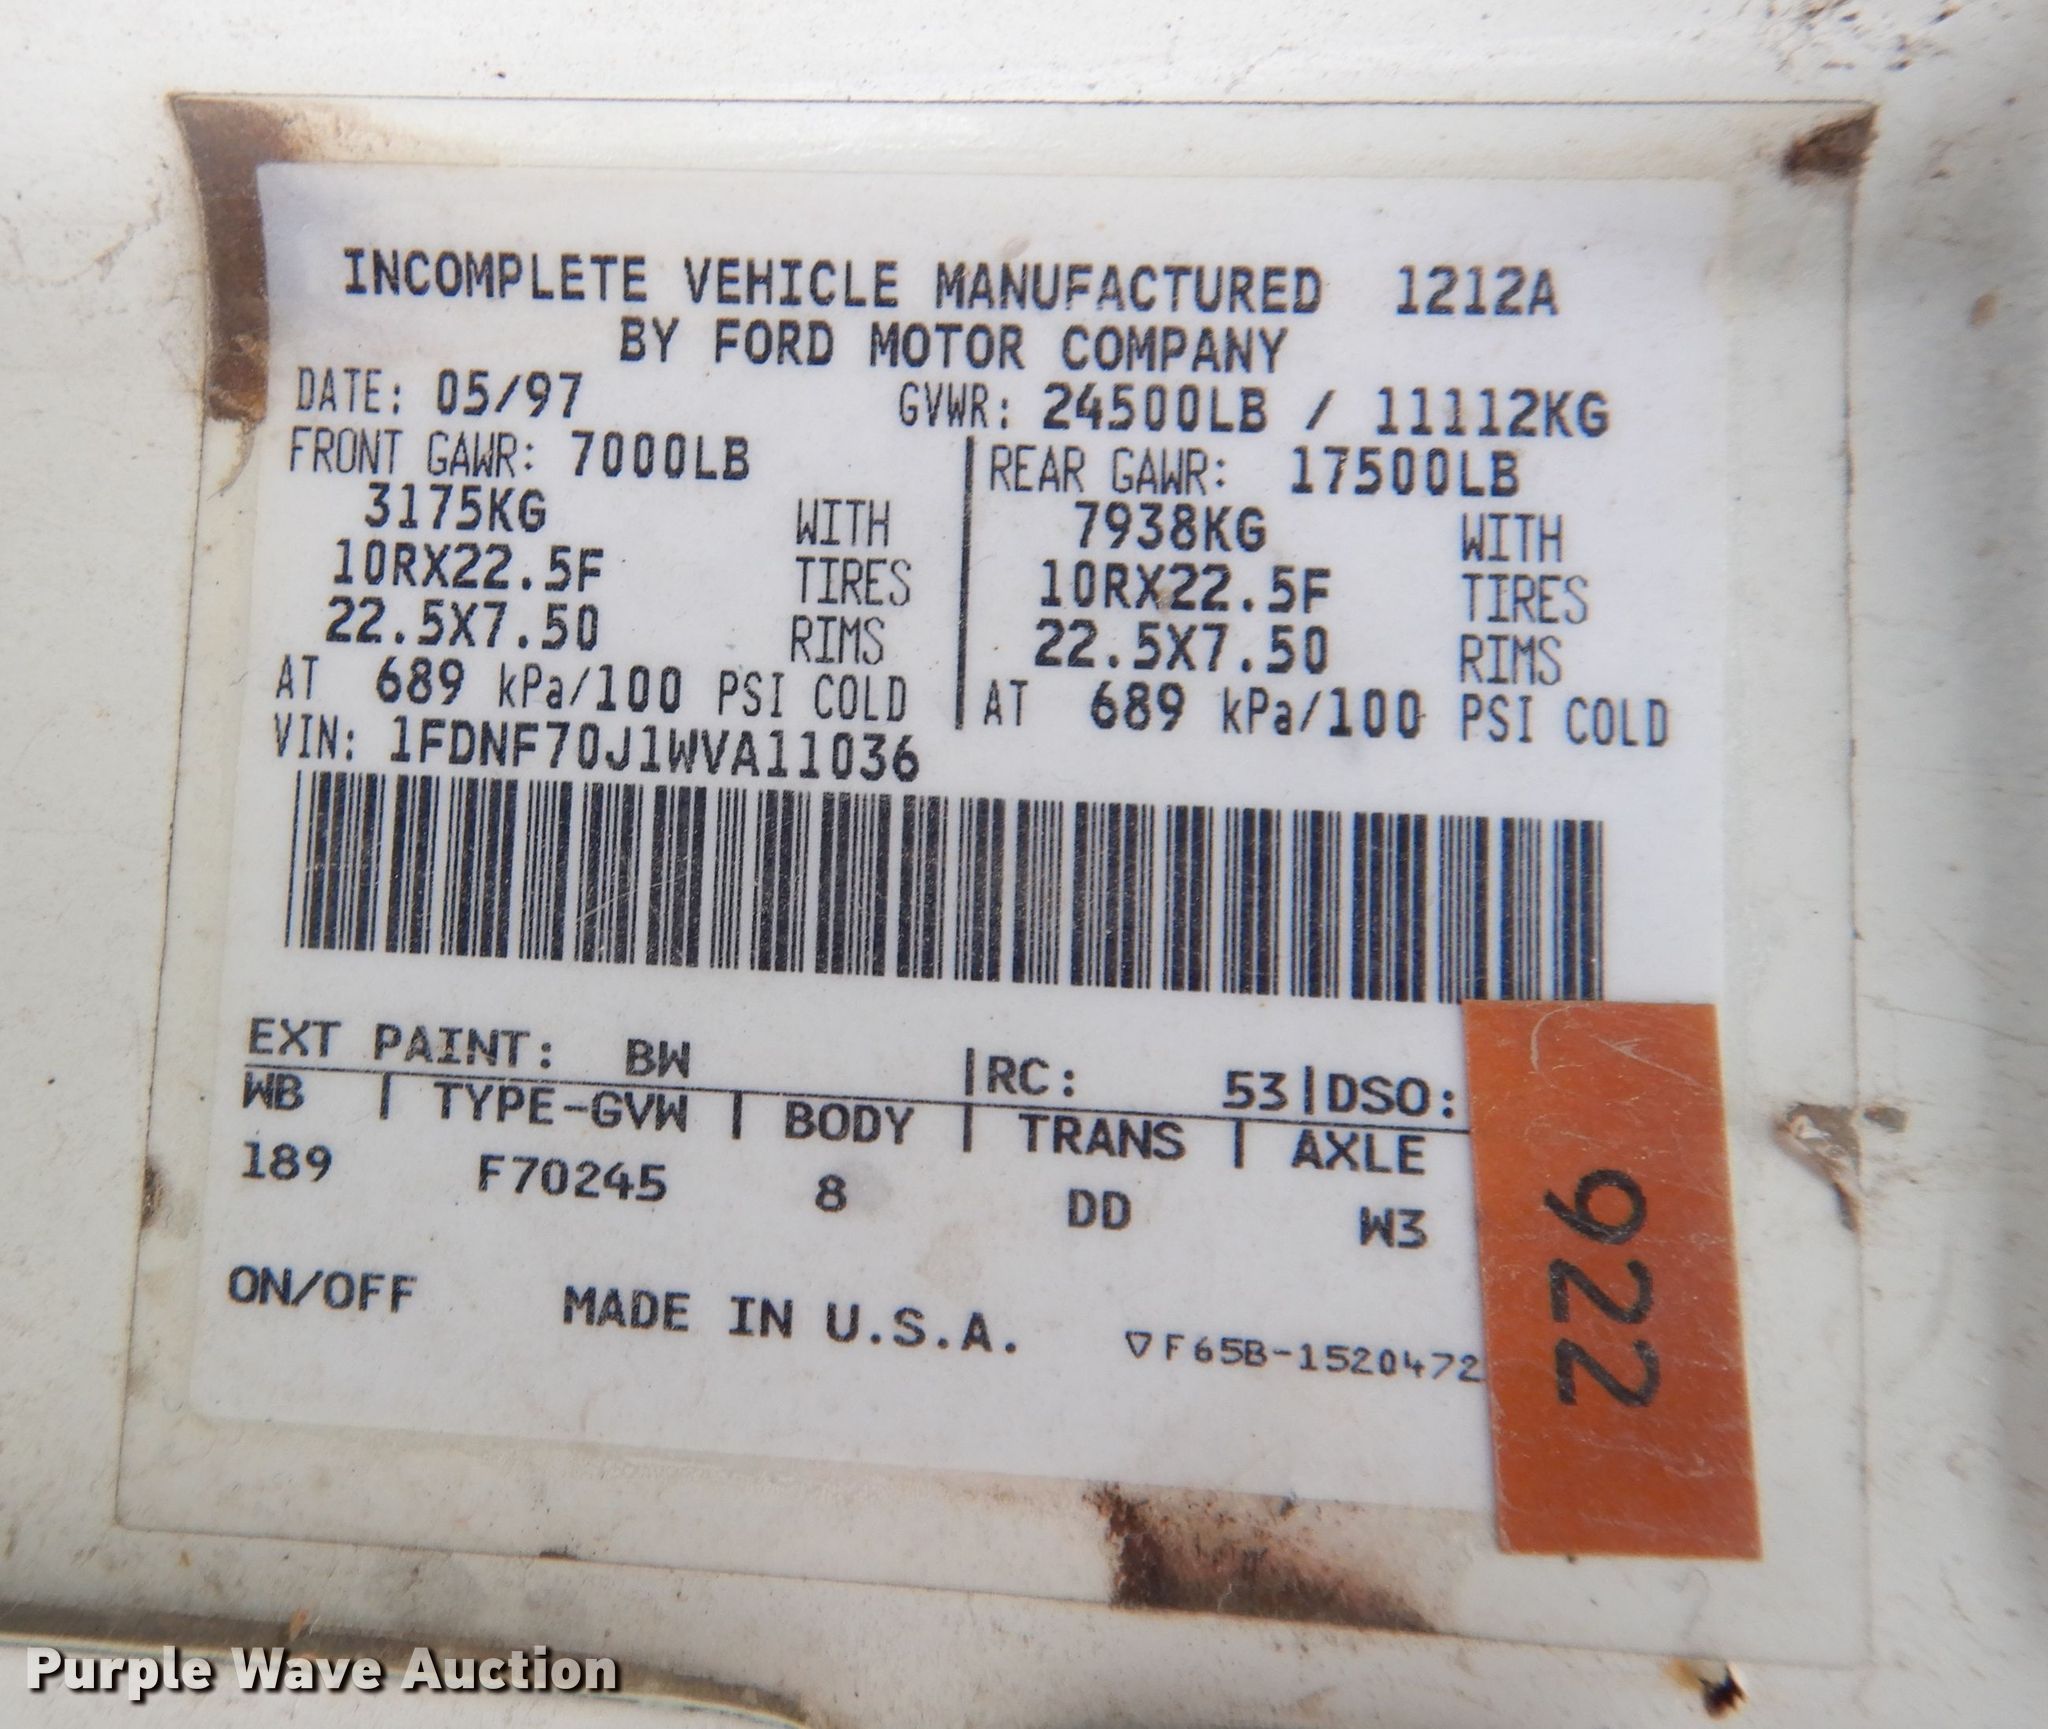 INCOMPLETE VEHICLE MANUFACTURED 1212A
BY FORD MOTOR COMPANY
DATE: 05/97 GVWR: 24500LB / 11112KG
FRONT GAWR: 7000LB REAR GAWR: 17500LB
3175KG WITH 7938KG WITH
10RX22.5F TIRES 10RX22.5F TIRES
22.5X7.50 RIMS 22.5X7.50 RIMS
AT 689 kPa/100 PSI COLD AT 689 kPa/100 PSI COLD
VIN: 1FDNF70J1WVA11036
EXT PAINT: BW |RC: 53|DSO:
WB | TYPE-GVW | BODY | TRANS | AXLE
189 F70245 8 DD W3
ON/OFF MADE IN U.S.A. ▽F65B-1520472
922
Purple Wave Auction